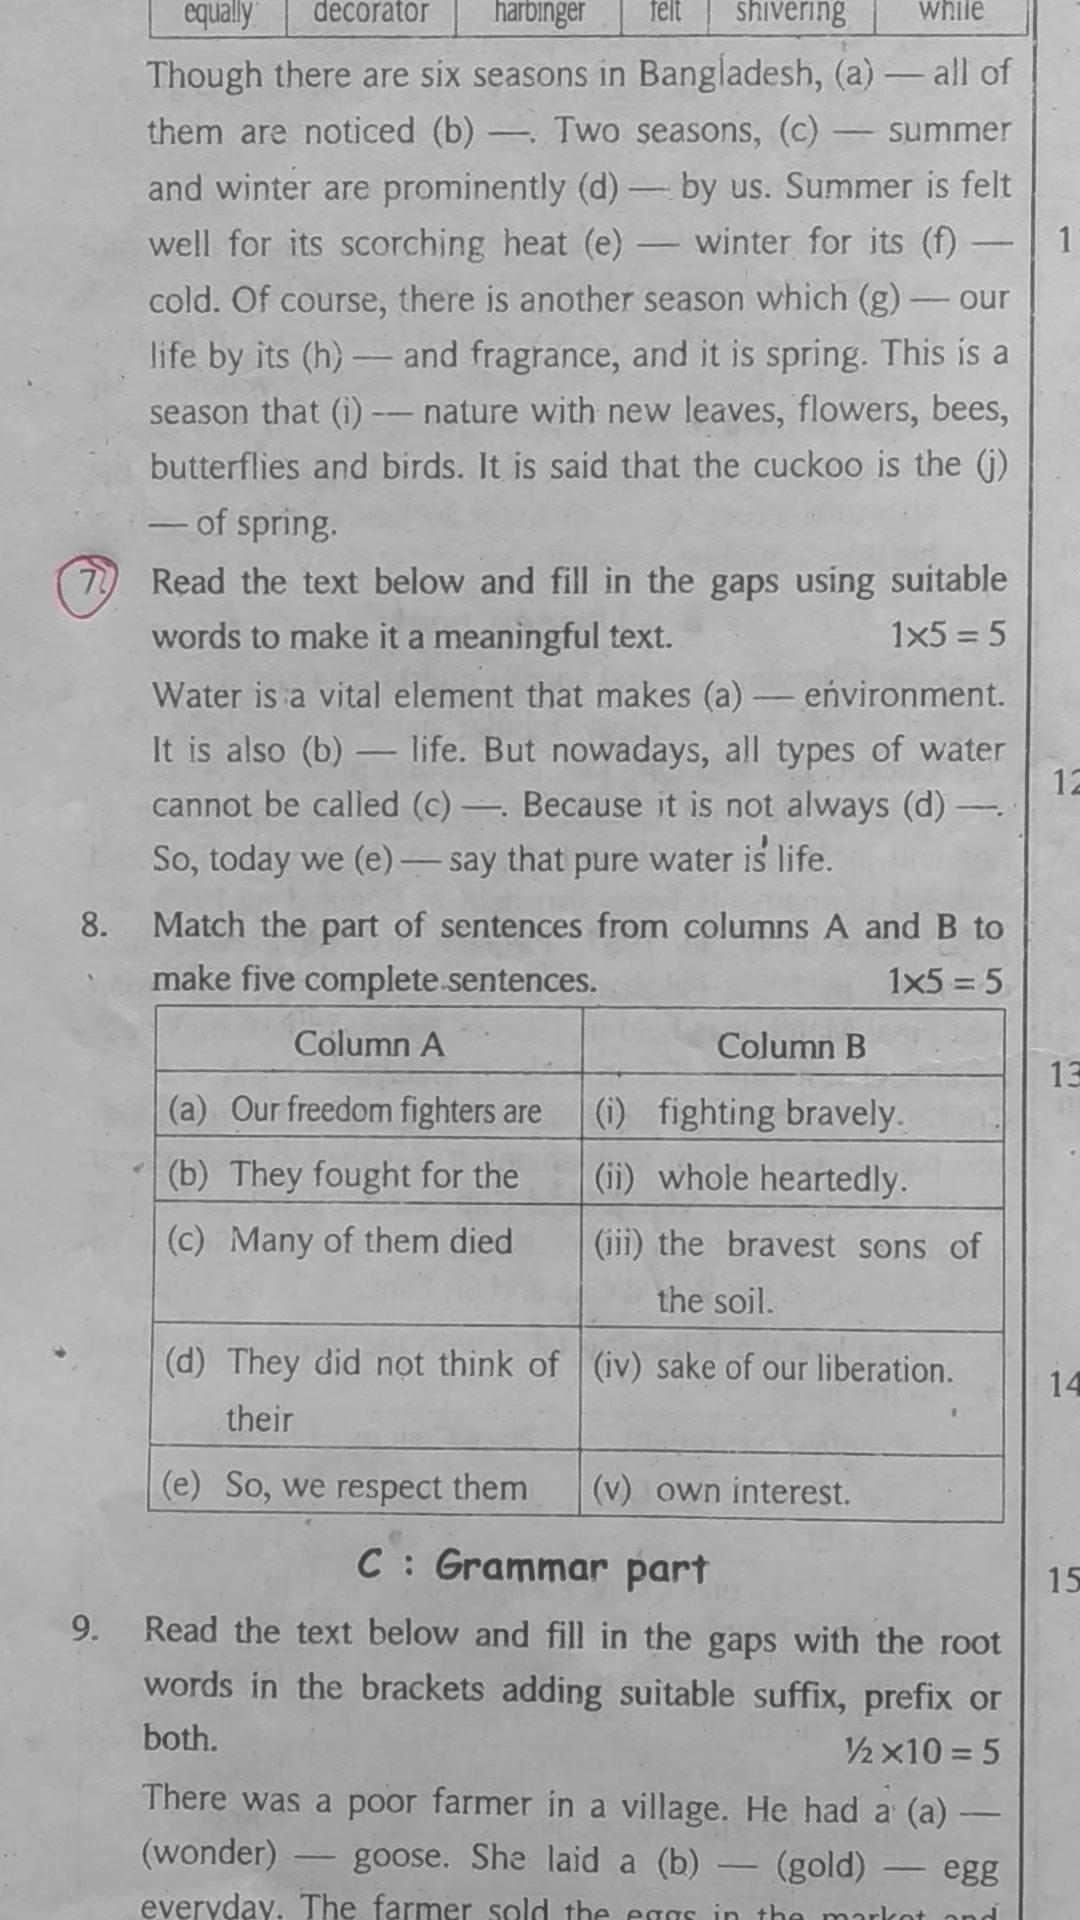 equally decorator harbinger felt shivering while
Though there are six seasons in Bangladesh, (a) — all of
them are noticed (b) —. Two seasons, (c) — summer
and winter are prominently (d) — by us. Summer is felt
well for its scorching heat (e) — winter for its (f) —
cold. Of course, there is another season which (g) — our
life by its (h) — and fragrance, and it is spring. This is a
season that (i) — nature with new leaves, flowers, bees,
butterflies and birds. It is said that the cuckoo is the (j)
— of spring.
7. Read the text below and fill in the gaps using suitable
words to make it a meaningful text. 1×5 = 5
Water is a vital element that makes (a) — environment.
It is also (b) — life. But nowadays, all types of water
cannot be called (c) —. Because it is not always (d) —.
So, today we (e) — say that pure water is life.
8. Match the part of sentences from columns A and B to
make five complete sentences. 1×5 = 5
Column A Column B
(a) Our freedom fighters are (i) fighting bravely.
(b) They fought for the (ii) whole heartedly.
(c) Many of them died (iii) the bravest sons of
the soil.
(d) They did not think of (iv) sake of our liberation.
their
(e) So, we respect them (v) own interest.
C : Grammar part
9. Read the text below and fill in the gaps with the root
words in the brackets adding suitable suffix, prefix or
both. ½ ×10 = 5
There was a poor farmer in a village. He had a (a) —
(wonder) — goose. She laid a (b) — (gold) — egg
everyday. The farmer sold the eggs in the market and
12
13
14
15